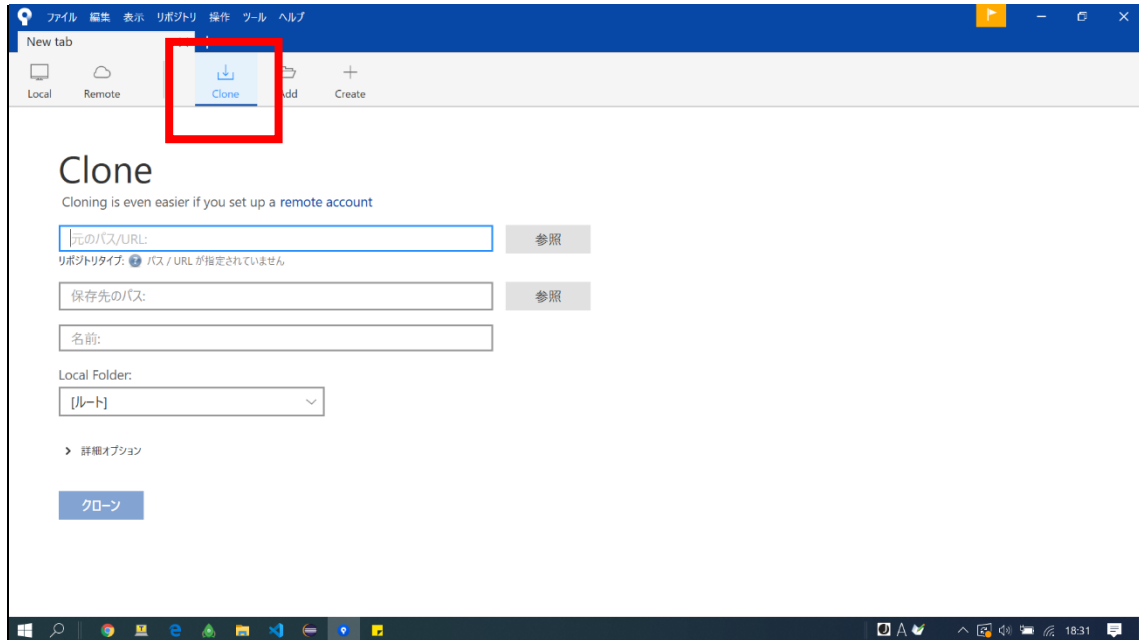 ファイル 編集 表示 リポジトリ 操作 ツール ヘルプ
New tab
Local Remote Clone Add Create
Clone
Cloning is even easier if you set up a remote account
元のパス/URL: 参照
リポジトリタイプ: ? パス / URL が指定されていません
保存先のパス: 参照
名前:
Local Folder:
[ルート]
詳細オプション
クローン
A 18:31